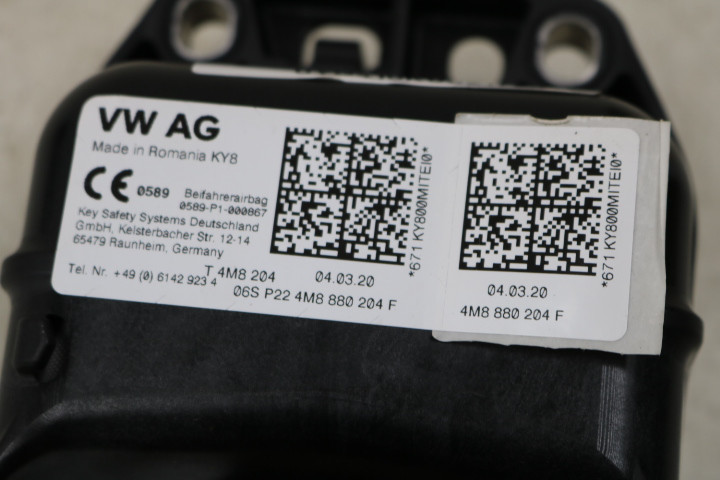 VW AG
Made in Romania KY8
CE 0589 Beifahrerairbag
0589-P1-000867
Key Safety Systems Deutschland
GmbH, Kelsterbacher Str. 12-14
65479 Raunheim, Germany
Tel. Nr. +49 (0) 6142 9234
T 4M8 204 04.03.20
06S P22 4M8 880 204 F
*671 KY800MITEI0*
*671 KY800MITEI0*
04.03.20
4M8 880 204 F